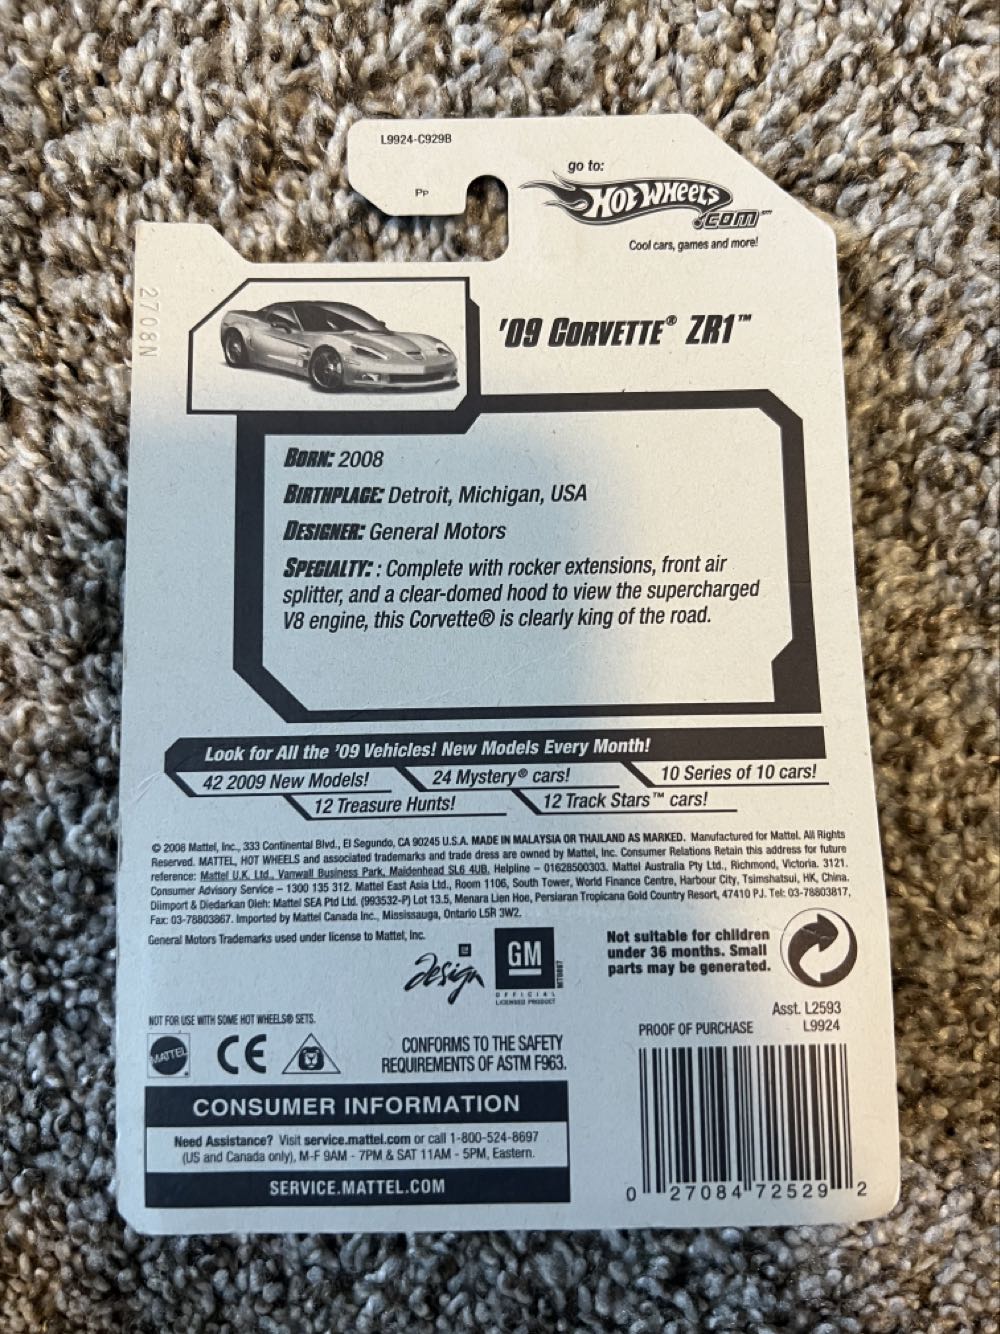 L9924-C929B
Pp
go to:
HOT WHEELS
.COM℠
Cool cars, games and more!
2708N
'09 CORVETTE® ZR1™
BORN: 2008
BIRTHPLACE: Detroit, Michigan, USA
DESIGNER: General Motors
SPECIALTY: : Complete with rocker extensions, front air
splitter, and a clear-domed hood to view the supercharged
V8 engine, this Corvette® is clearly king of the road.
Look for All the '09 Vehicles! New Models Every Month!
42 2009 New Models! 24 Mystery® cars! 10 Series of 10 cars!
12 Treasure Hunts! 12 Track Stars™ cars!
© 2008 Mattel, Inc., 333 Continental Blvd., El Segundo, CA 90245 U.S.A. MADE IN MALAYSIA OR THAILAND AS MARKED. Manufactured for Mattel. All Rights
Reserved. MATTEL, HOT WHEELS and associated trademarks and trade dress are owned by Mattel, Inc. Consumer Relations Retain this address for future
reference: Mattel U.K. Ltd., Vanwall Business Park, Maidenhead SL6 4UB, Helpline – 01628500303. Mattel Australia Pty Ltd., Richmond, Victoria. 3121.
Consumer Advisory Service – 1300 135 312. Mattel East Asia Ltd., Room 1106, South Tower, World Finance Centre, Harbour City, Tsimshatsui, HK, China.
Diimport & Diedarkan Oleh: Mattel SEA Ptd Ltd. (993532-P) Lot 13.5, Menara Lien Hoe, Persiaran Tropicana Gold Country Resort, 47410 PJ. Tel: 03-78803817,
Fax: 03-78803867. Imported by Mattel Canada Inc., Mississauga, Ontario L5R 3W2.
General Motors Trademarks used under license to Mattel, Inc.
GM
design
GM
OFFICIAL
LICENSED PRODUCT
Not suitable for children
under 36 months. Small
parts may be generated.
Asst. L2593
L9924
PROOF OF PURCHASE
NOT FOR USE WITH SOME HOT WHEELS® SETS.
MATTEL
CE
CONFORMS TO THE SAFETY
REQUIREMENTS OF ASTM F963.
CONSUMER INFORMATION
Need Assistance? Visit service.mattel.com or call 1-800-524-8697
(US and Canada only), M-F 9AM - 7PM & SAT 11AM - 5PM, Eastern.
SERVICE.MATTEL.COM
0 27084 72529 2